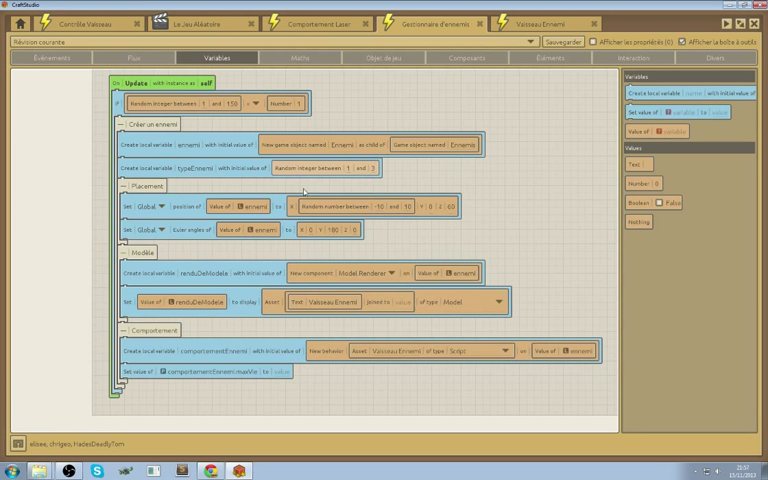 CraftStudio
Contrôle Vaisseau
Le Jeu Aléatoire
Comportement Laser
Gestionnaire d'ennemis
Vaisseau Ennemi
Révision courante
Sauvegarder
Afficher les propriétés (0)
Afficher la boîte à outils
Événements
Flux
Variables
Maths
Objet de jeu
Composants
Éléments
Interaction
Divers
On Update with instance as self
If Random integer between 1 and 150 = Number 1
Créer un ennemi
Create local variable ennemi with initial value of New game object named Ennemi as child of Game object named Ennemis
Create local variable typeEnnemi with initial value of Random integer between 1 and 3
Placement
Set Global position of Value of L ennemi to X Random number between -10 and 10 Y 0 Z 60
Set Global Euler angles of Value of L ennemi to X 0 Y 180 Z 0
Modèle
Create local variable renduDeModele with initial value of New component Model Renderer on Value of L ennemi
Set Value of L renduDeModele to display Asset Text Vaisseau Ennemi joined to value of type Model
Comportement
Create local variable comportementEnnemi with initial value of New behavior Asset Vaisseau Ennemi of type Script on Value of L ennemi
Set value of P comportementEnnemi.maxVie to value
Variables
Create local variable name with initial value of
Set value of ? variable to value
Value of ? variable
Values
Text
Number 0
Boolean False
Nothing
elisee, chrigeo, HadesDeadlyTom
21:57
15/11/2013